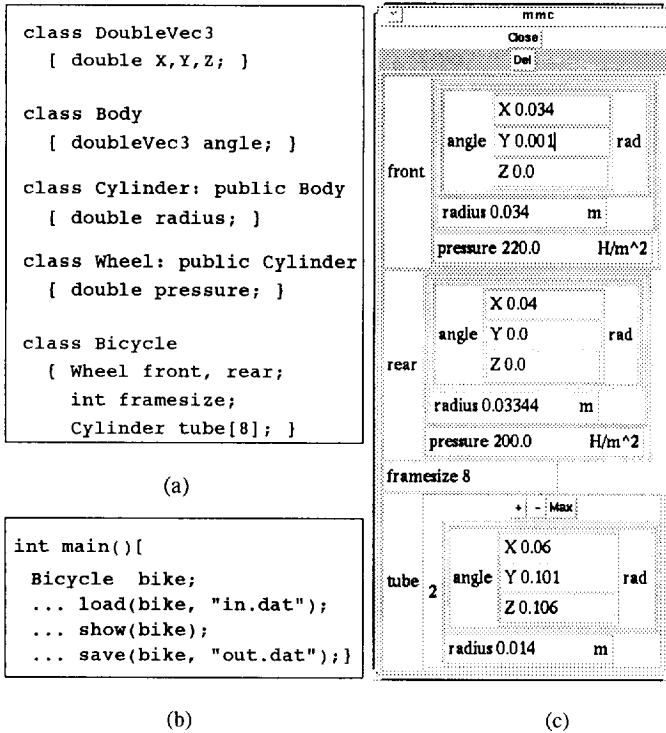 class DoubleVec3
[ double X,Y,Z; }
class Body
[ doubleVec3 angle; }
class Cylinder: public Body
[ double radius; }
class Wheel: public Cylinder
{ double pressure; }
class Bicycle
{ Wheel front, rear;
int framesize;
Cylinder tube[8]; }
(a)
int main()[
Bicycle bike;
... load(bike, "in.dat");
... show(bike);
... save(bike, "out.dat");}
(b)
mmc
Close
Del
front
angle
X 0.034
Y 0.001
Z 0.0
rad
radius 0.034 m
pressure 220.0 H/m^2
rear
angle
X 0.04
Y 0.0
Z 0.0
rad
radius 0.03344 m
pressure 200.0 H/m^2
framesize 8
+ - Max
tube 2
angle
X 0.06
Y 0.101
Z 0.106
rad
radius 0.014 m
(c)